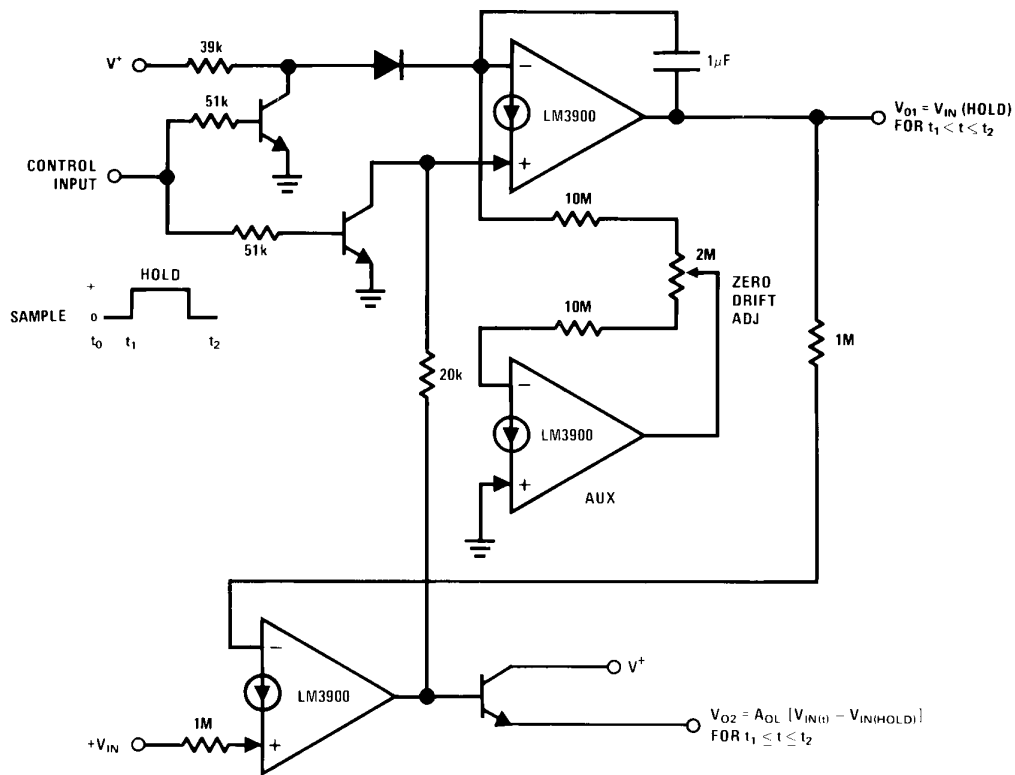 V⁺
39k
51k
CONTROL
INPUT
51k
HOLD
+
SAMPLE
0
t₀
t₁
t₂
−
LM3900
+
1μF
V₀₁ = V_IN (HOLD)
FOR t₁ < t ≤ t₂
10M
2M
ZERO
DRIFT
ADJ
10M
1M
20k
−
LM3900
+
AUX
−
LM3900
+
1M
+V_IN
V⁺
V_O2 = A_OL [V_IN(t) − V_IN(HOLD)]
FOR t₁ ≤ t ≤ t₂